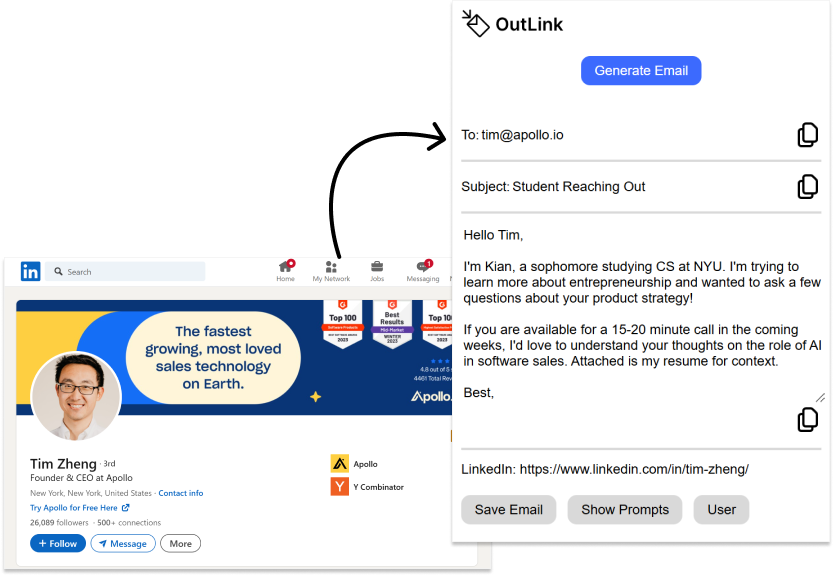 OutLink
Generate Email
To: tim@apollo.io
Subject: Student Reaching Out
Hello Tim,
I'm Kian, a sophomore studying CS at NYU. I'm trying to
learn more about entrepreneurship and wanted to ask a few
questions about your product strategy!
If you are available for a 15-20 minute call in the coming
weeks, I'd love to understand your thoughts on the role of AI
in software sales. Attached is my resume for context.
Best,
LinkedIn: https://www.linkedin.com/in/tim-zheng/
Save Email
Show Prompts
User
in
Search
Home
My Network
Jobs
1
Messaging
The fastest
growing, most loved
sales technology
on Earth.
G
Top 100
Software Products
2023
G
Best
Results
Mid Market
WINTER
2023
G
Top 100
2023
4.8 out of 5
4461 Total Rev
Apollo.
Tim Zheng · 3rd
Founder & CEO at Apollo
New York, New York, United States · Contact info
Try Apollo for Free Here
26,089 followers · 500+ connections
+ Follow
Message
More
Apollo
Y
Y Combinator